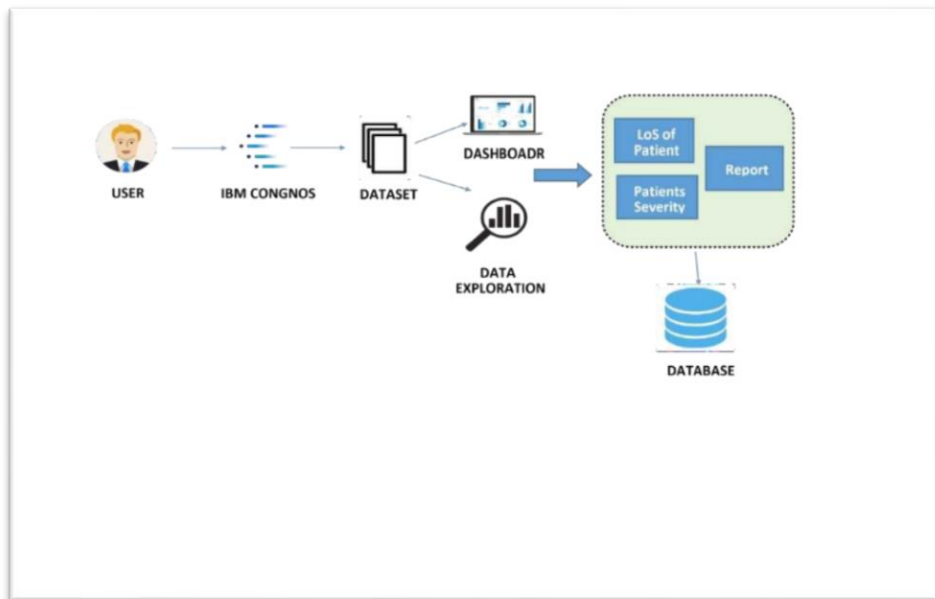 USER
IBM CONGNOS
DATASET
DASHBOADR
DATA
EXPLORATION
LoS of
Patient
Patients
Severity
Report
DATABASE